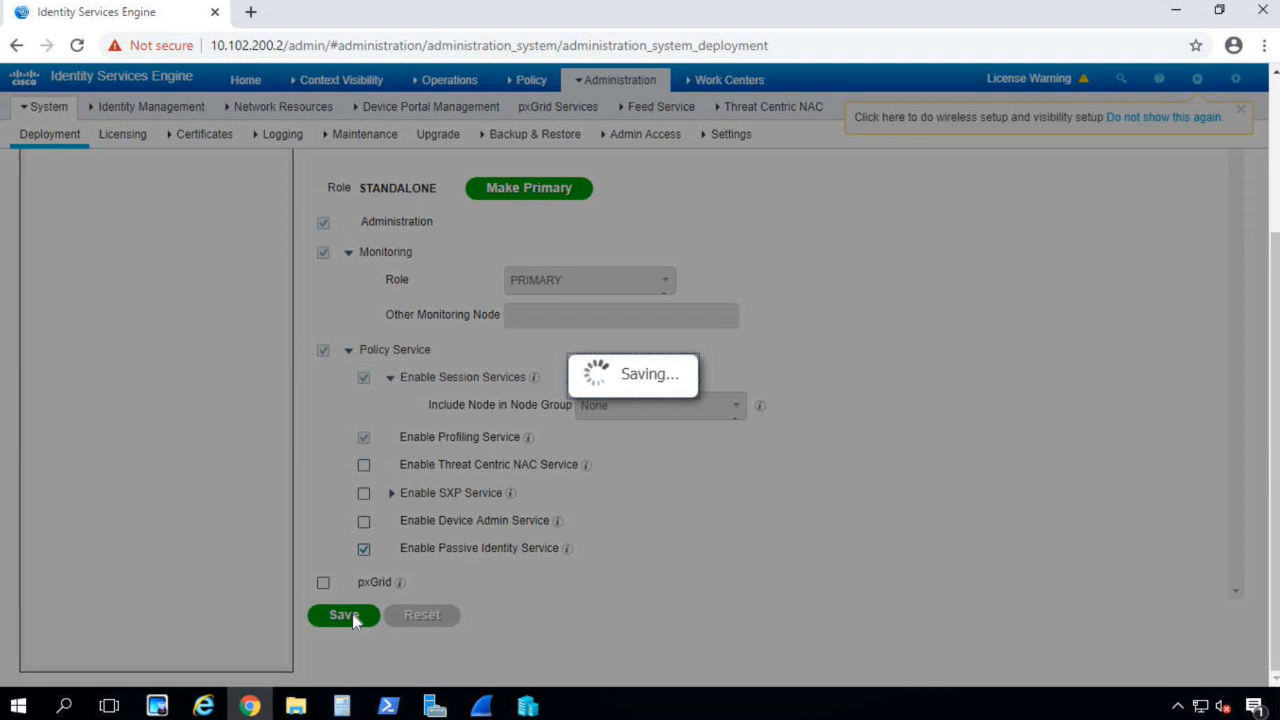 Identity Services Engine
Not secure 10.102.200.2/admin/#administration/administration_system/administration_system_deployment
cisco Identity Services Engine Home Context Visibility Operations Policy Administration Work Centers License Warning
System Identity Management Network Resources Device Portal Management pxGrid Services Feed Service Threat Centric NAC
Click here to do wireless setup and visibility setup Do not show this again.
Deployment Licensing Certificates Logging Maintenance Upgrade Backup & Restore Admin Access Settings
Role STANDALONE Make Primary
Administration
Monitoring
Role PRIMARY
Other Monitoring Node
Policy Service
Enable Session Services
Saving...
Include Node in Node Group None
Enable Profiling Service
Enable Threat Centric NAC Service
Enable SXP Service
Enable Device Admin Service
Enable Passive Identity Service
pxGrid
Save Reset
1